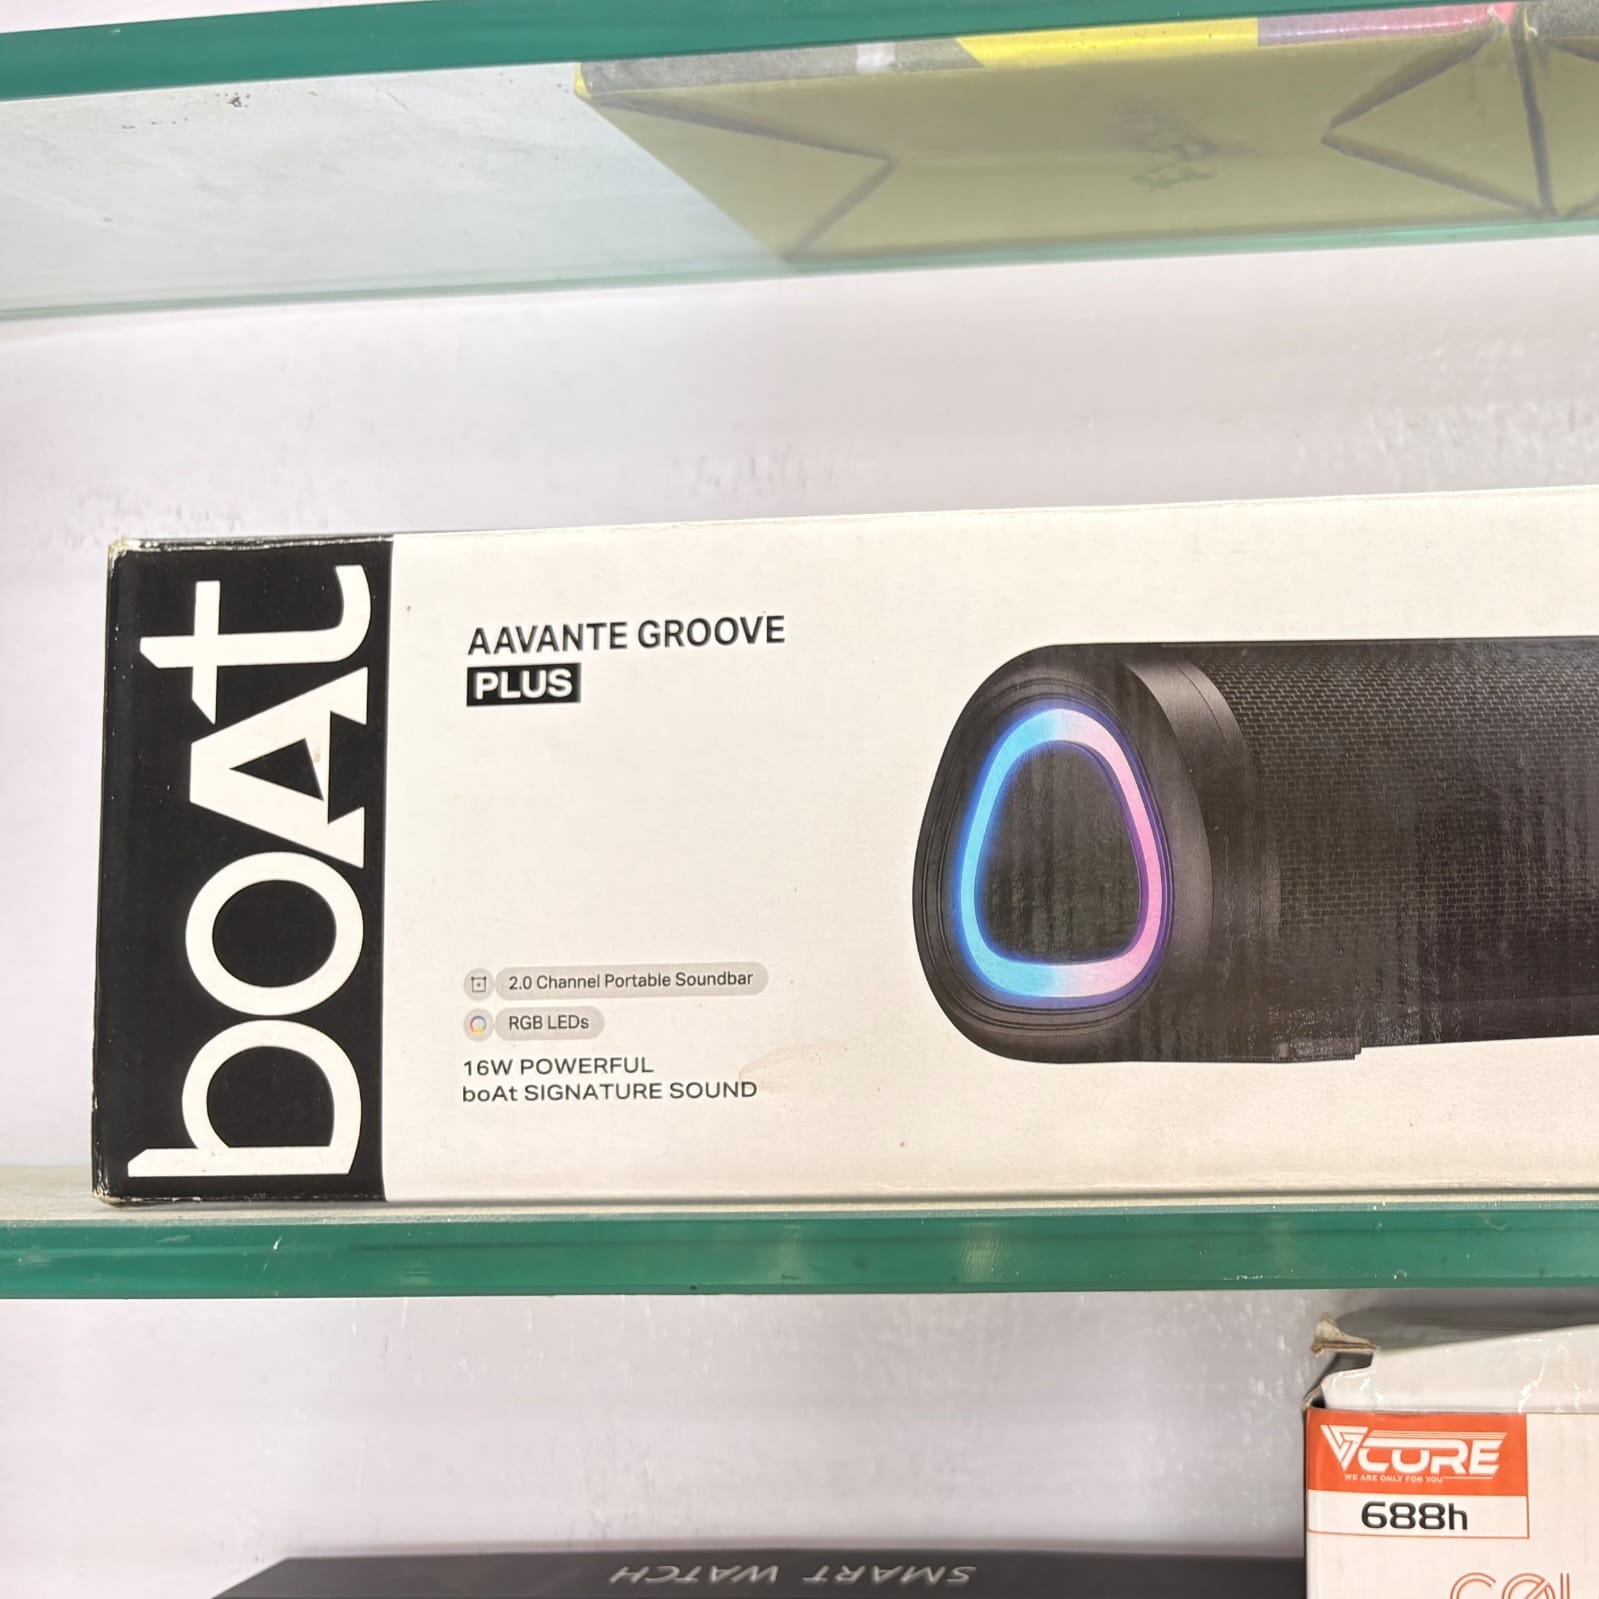 boAt
AAVANTE GROOVE
PLUS
2.0 Channel Portable Soundbar
RGB LEDs
16W POWERFUL
boAt SIGNATURE SOUND
VCORE
WE ARE ONLY FOR YOU
688h
SMART WATCH